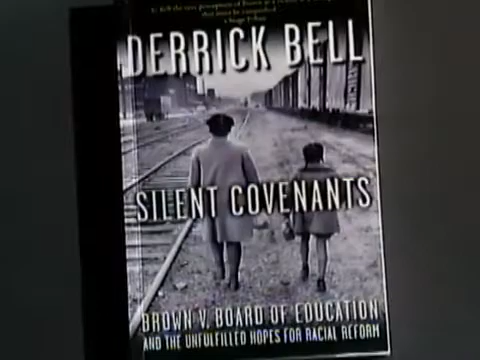 DERRICK BELL
SILENT COVENANTS
BROWN V. BOARD OF EDUCATION
AND THE UNFULFILLED HOPES FOR RACIAL REFORM